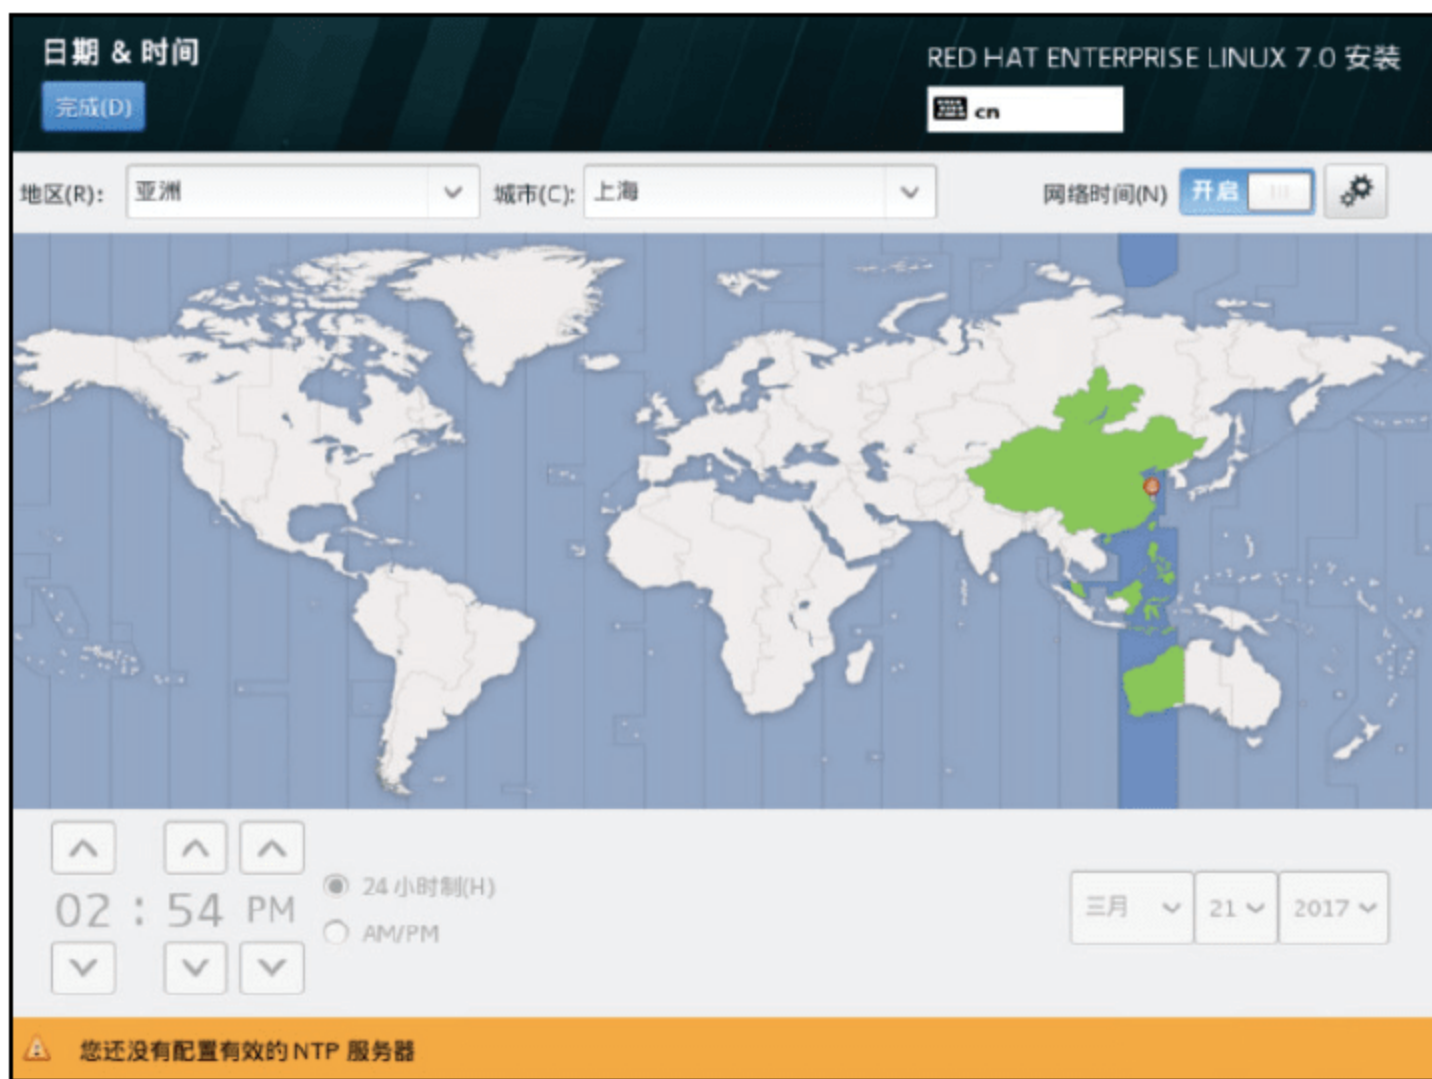 日期 & 时间
RED HAT ENTERPRISE LINUX 7.0 安装
完成(D)
cn
地区(R): 亚洲 城市(C): 上海 网络时间(N) 开启
02 : 54 PM
24 小时制(H)
AM/PM
三月 21 2017
您还没有配置有效的 NTP 服务器